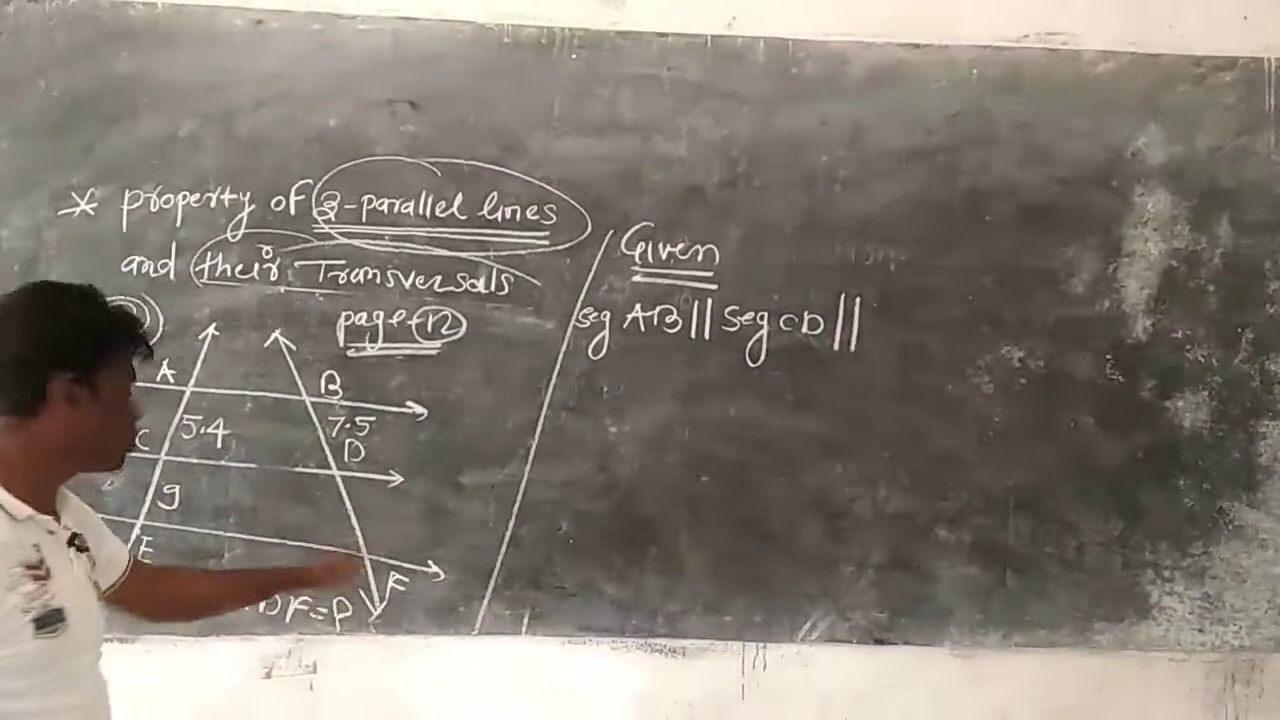 * property of 3-parallel lines
and their Transversals
page-12
Given
seg AB || seg CD ||
A
B
5.4
7.5
C
D
9
E
F
DF=P